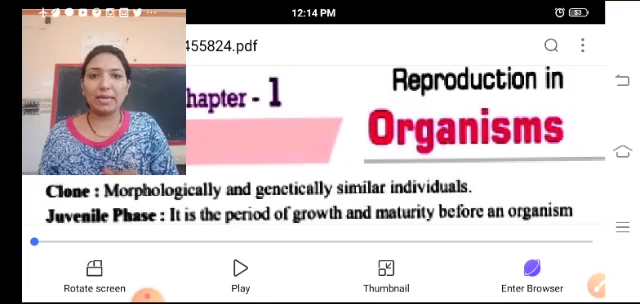 12:14 PM
53
455824.pdf
hapter - 1
Reproduction in
Organisms
Clone : Morphologically and genetically similar individuals.
Juvenile Phase : It is the period of growth and maturity before an organism
Rotate screen
Play
Thumbnail
Enter Browser